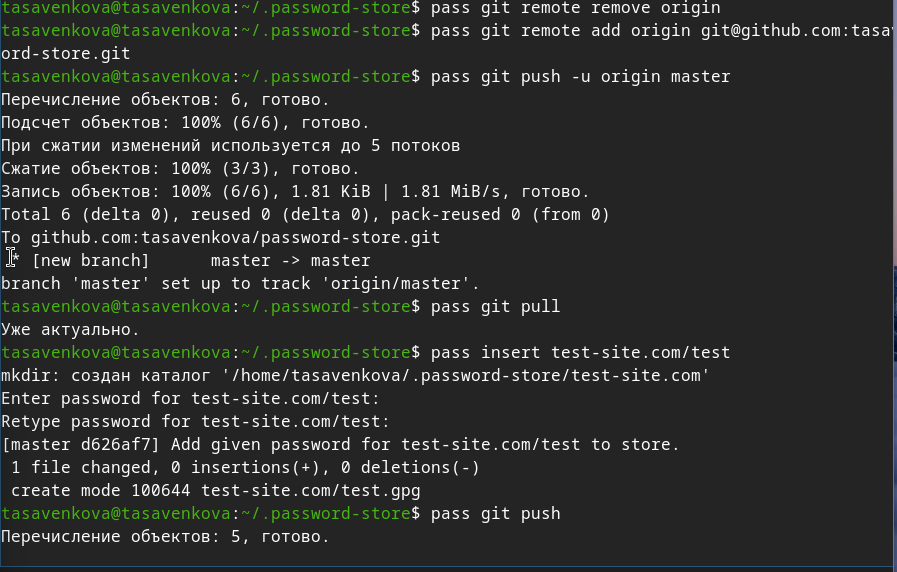 tasavenkova@tasavenkova:~/.password-store$ pass git remote remove origin
tasavenkova@tasavenkova:~/.password-store$ pass git remote add origin git@github.com:tasav
ord-store.git
tasavenkova@tasavenkova:~/.password-store$ pass git push -u origin master
Перечисление объектов: 6, готово.
Подсчет объектов: 100% (6/6), готово.
При сжатии изменений используется до 5 потоков
Сжатие объектов: 100% (3/3), готово.
Запись объектов: 100% (6/6), 1.81 KiB | 1.81 MiB/s, готово.
Total 6 (delta 0), reused 0 (delta 0), pack-reused 0 (from 0)
To github.com:tasavenkova/password-store.git
 * [new branch]      master -> master
branch 'master' set up to track 'origin/master'.
tasavenkova@tasavenkova:~/.password-store$ pass git pull
Уже актуально.
tasavenkova@tasavenkova:~/.password-store$ pass insert test-site.com/test
mkdir: создан каталог '/home/tasavenkova/.password-store/test-site.com'
Enter password for test-site.com/test:
Retype password for test-site.com/test:
[master d626af7] Add given password for test-site.com/test to store.
 1 file changed, 0 insertions(+), 0 deletions(-)
 create mode 100644 test-site.com/test.gpg
tasavenkova@tasavenkova:~/.password-store$ pass git push
Перечисление объектов: 5, готово.